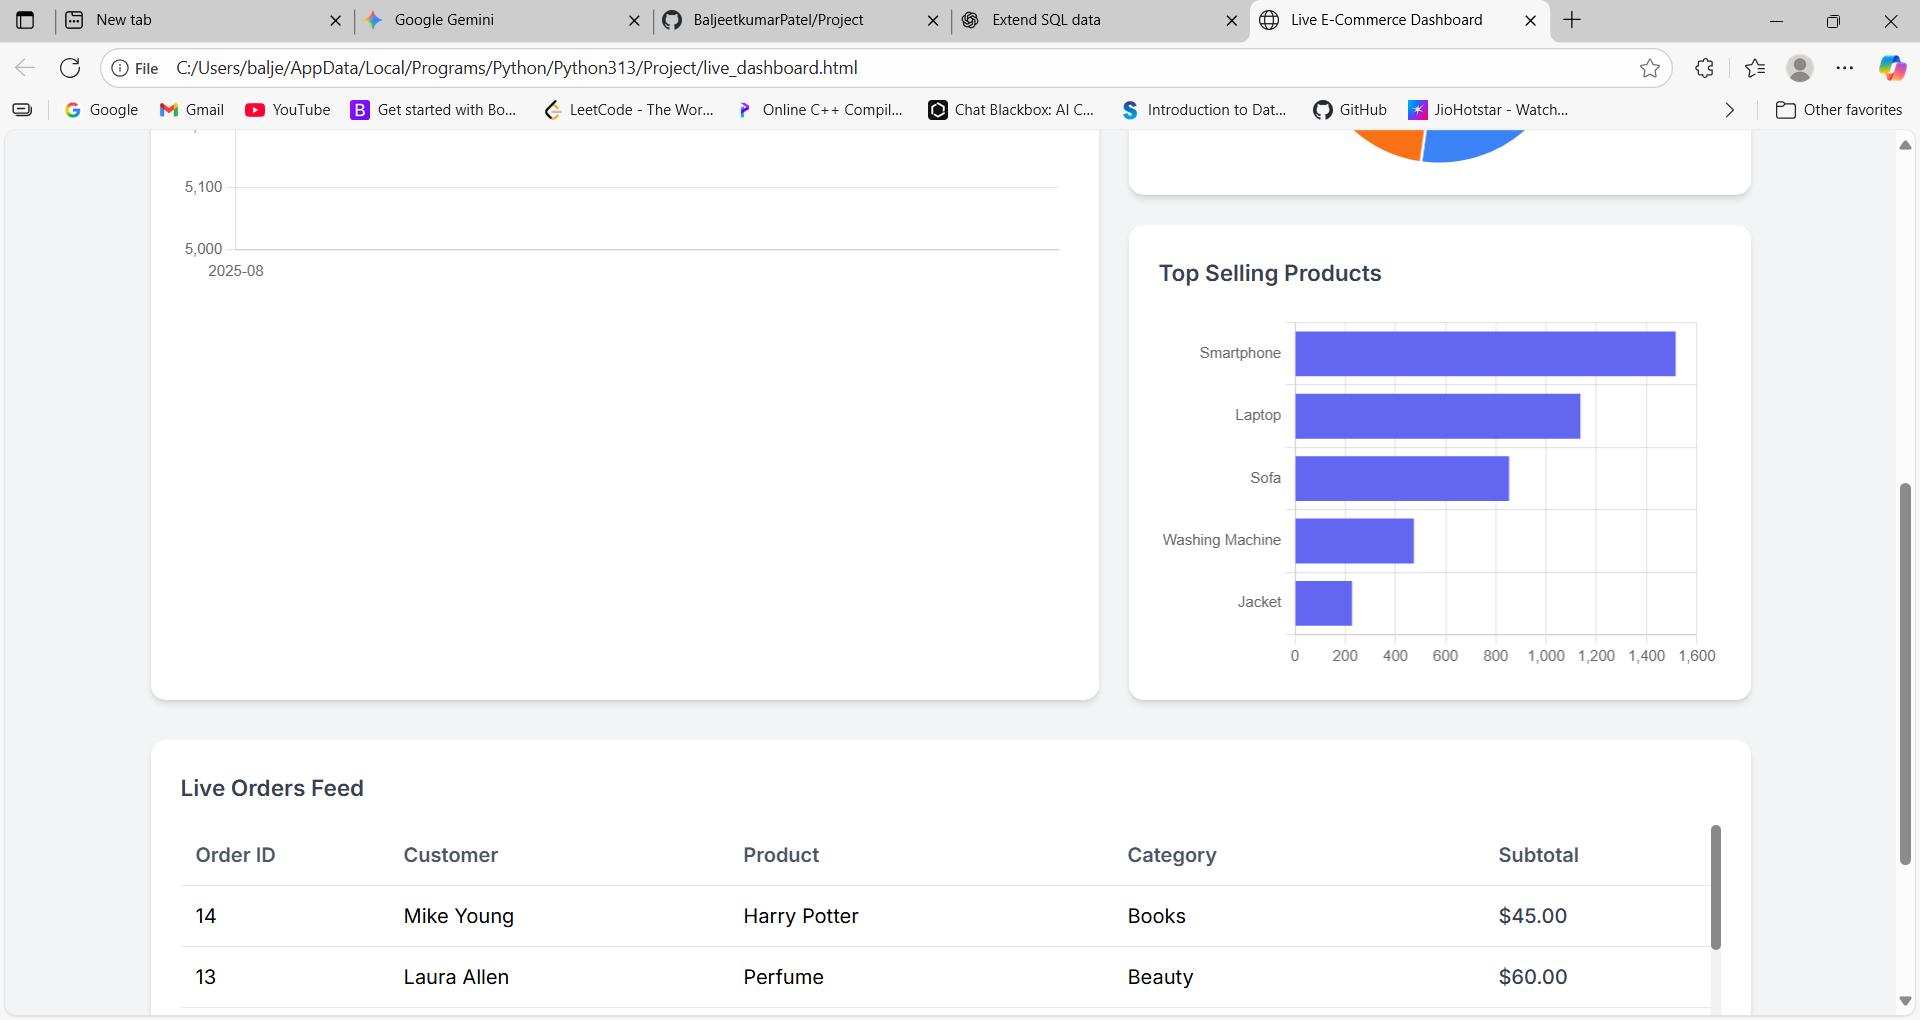 New tab
Google Gemini
BaljeetkumarPatel/Project
Extend SQL data
Live E-Commerce Dashboard
File
C:/Users/balje/AppData/Local/Programs/Python/Python313/Project/live_dashboard.html
Google
Gmail
YouTube
Get started with Bo...
LeetCode - The Wor...
Online C++ Compil...
Chat Blackbox: AI C...
Introduction to Dat...
GitHub
JioHotstar - Watch...
Other favorites
5,100
5,000
2025-08
Top Selling Products
Smartphone
Laptop
Sofa
Washing Machine
Jacket
0 200 400 600 800 1,000 1,200 1,400 1,600
Live Orders Feed
Order ID Customer Product Category Subtotal
14 Mike Young Harry Potter Books $45.00
13 Laura Allen Perfume Beauty $60.00